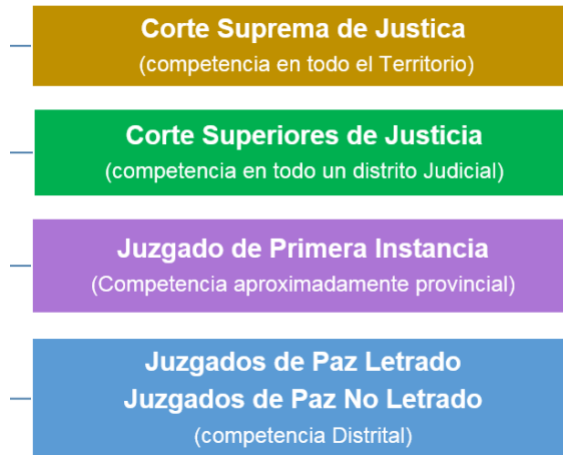 Corte Suprema de Justica
(competencia en todo el Territorio)
Corte Superiores de Justicia
(competencia en todo un distrito Judicial)
Juzgado de Primera Instancia
(Competencia aproximadamente provincial)
Juzgados de Paz Letrado
Juzgados de Paz No Letrado
(competencia Distrital)